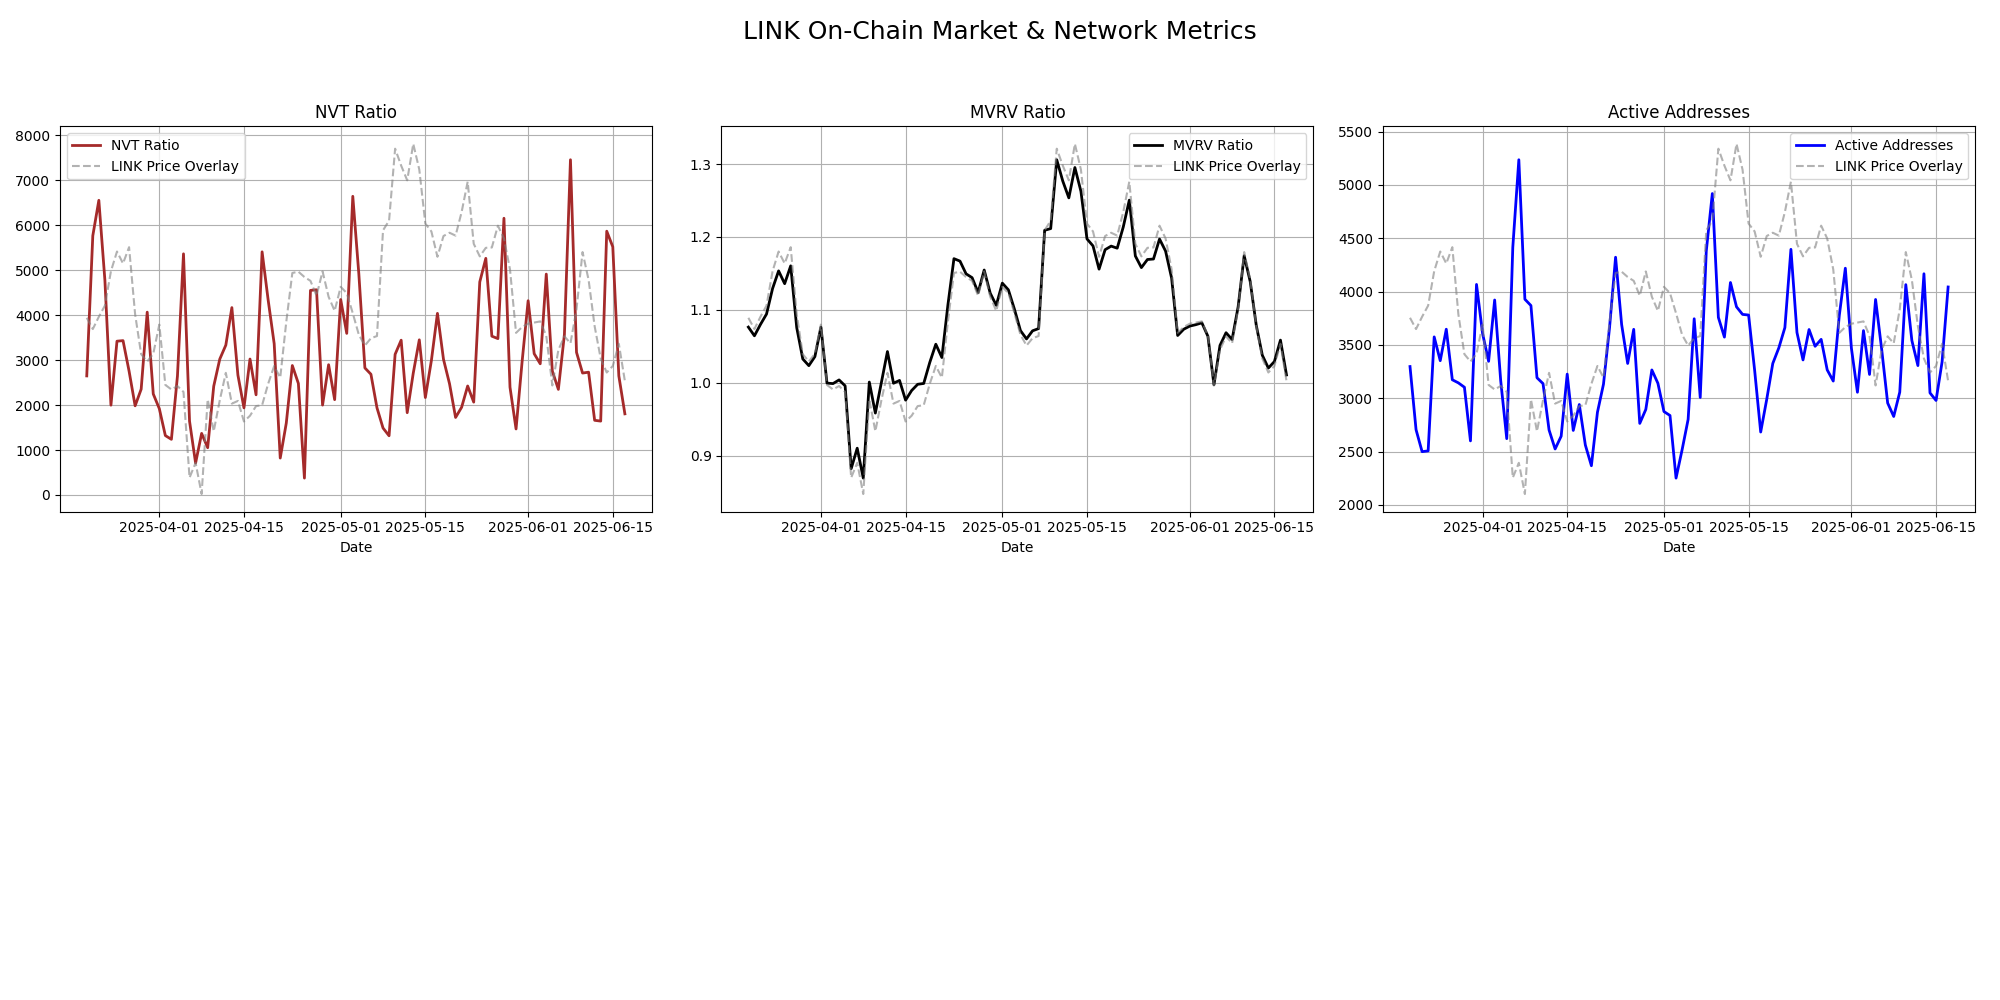 LINK On-Chain Market & Network Metrics
NVT Ratio
8000
7000
6000
5000
4000
3000
2000
1000
0
NVT Ratio
LINK Price Overlay
2025-04-01 2025-04-15 2025-05-01 2025-05-15 2025-06-01 2025-06-15
Date
MVRV Ratio
1.3
1.2
1.1
1.0
0.9
MVRV Ratio
LINK Price Overlay
2025-04-01 2025-04-15 2025-05-01 2025-05-15 2025-06-01 2025-06-15
Date
Active Addresses
5500
5000
4500
4000
3500
3000
2500
2000
Active Addresses
LINK Price Overlay
2025-04-01 2025-04-15 2025-05-01 2025-05-15 2025-06-01 2025-06-15
Date